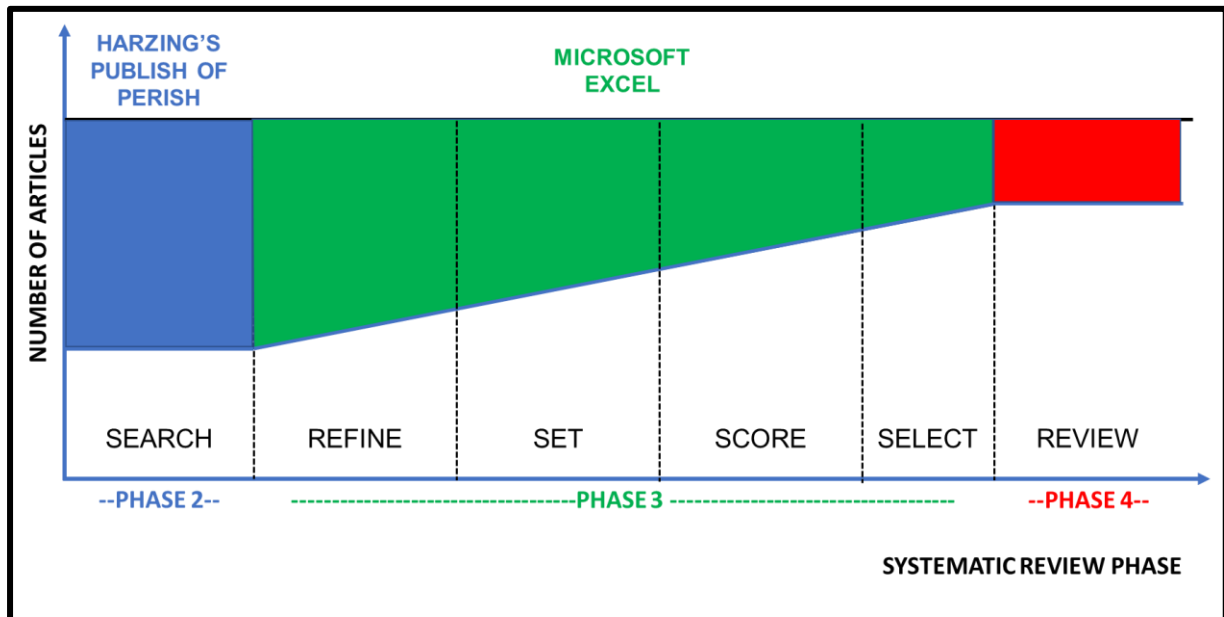 HARZING'S
PUBLISH OF
PERISH
MICROSOFT
EXCEL
NUMBER OF ARTICLES
SEARCH
REFINE
SET
SCORE
SELECT
REVIEW
--PHASE 2--
--------------------------------PHASE 3 --------------------------------
--PHASE 4--
SYSTEMATIC REVIEW PHASE